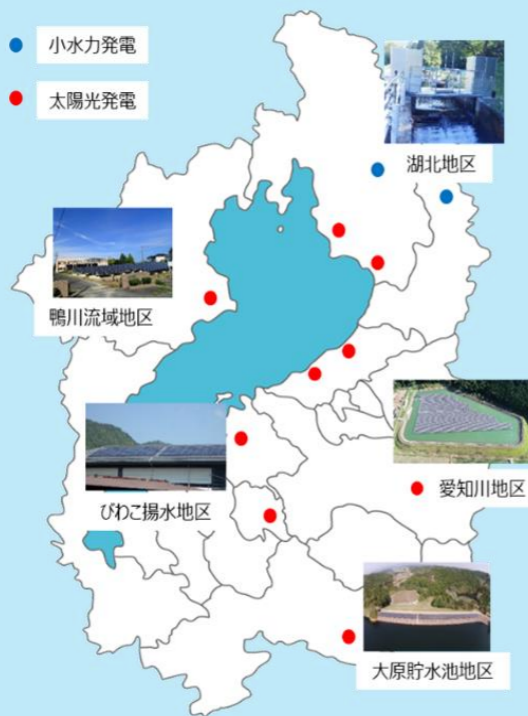 小水力発電
太陽光発電
湖北地区
鴨川流域地区
びわこ揚水地区
愛知川地区
大原貯水池地区